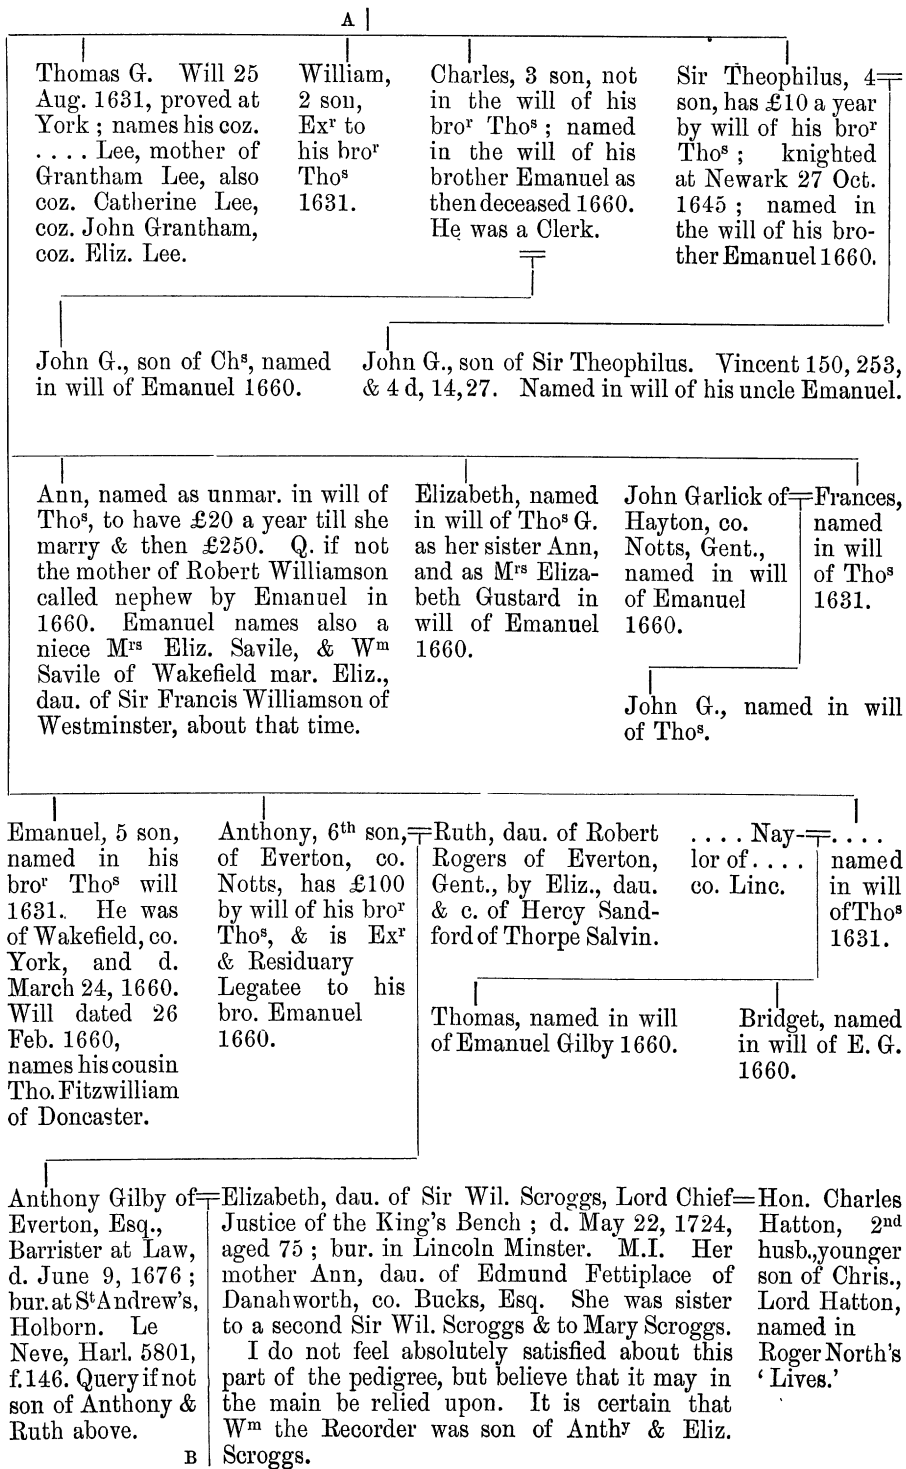 A
Thomas G. Will 25
Aug. 1631, proved at
York ; names his coz.
. . . . Lee, mother of
Grantham Lee, also
coz. Catherine Lee,
coz. John Grantham,
coz. Eliz. Lee.
William,
2 son,
Exr to
his bror
Thos
1631.
Charles, 3 son, not
in the will of his
bror Thos ; named
in the will of his
brother Emanuel as
then deceased 1660.
He was a Clerk.
Sir Theophilus, 4
son, has £10 a year
by will of his bror
Thos ; knighted
at Newark 27 Oct.
1645 ; named in
the will of his bro-
ther Emanuel 1660.
John G., son of Chs, named
in will of Emanuel 1660.
John G., son of Sir Theophilus. Vincent 150, 253,
& 4 d, 14, 27. Named in will of his uncle Emanuel.
Ann, named as unmar. in will of
Thos, to have £20 a year till she
marry & then £250. Q. if not
the mother of Robert Williamson
called nephew by Emanuel in
1660. Emanuel names also a
niece Mrs Eliz. Savile, & Wm
Savile of Wakefield mar. Eliz.,
dau. of Sir Francis Williamson of
Westminster, about that time.
Elizabeth, named
in will of Thos G.
as her sister Ann,
and as Mrs Eliza-
beth Gustard in
will of Emanuel
1660.
John Garlick of
Hayton, co.
Notts, Gent.,
named in will
of Emanuel
1660.
Frances,
named
in will
of Thos
1631.
John G., named in will
of Thos.
Emanuel, 5 son,
named in his
bror Thos will
1631. He was
of Wakefield, co.
York, and d.
March 24, 1660.
Will dated 26
Feb. 1660,
names his cousin
Tho. Fitzwilliam
of Doncaster.
Anthony, 6th son,
of Everton, co.
Notts, has £100
by will of his bror
Thos, & is Exr
& Residuary
Legatee to his
bro. Emanuel
1660.
Ruth, dau. of Robert
Rogers of Everton,
Gent., by Eliz., dau.
& c. of Hercy Sand-
ford of Thorpe Salvin.
. . . . Nay-
lor of . . . .
co. Linc.
. . . .
named
in will
of Thos
1631.
Thomas, named in will
of Emanuel Gilby 1660.
Bridget, named
in will of E. G.
1660.
Anthony Gilby of
Everton, Esq.,
Barrister at Law,
d. June 9, 1676 ;
bur. at St Andrew's,
Holborn. Le
Neve, Harl. 5801,
f. 146. Query if not
son of Anthony &
Ruth above.
B
Elizabeth, dau. of Sir Wil. Scroggs, Lord Chief
Justice of the King's Bench ; d. May 22, 1724,
aged 75 ; bur. in Lincoln Minster. M.I. Her
mother Ann, dau. of Edmund Fettiplace of
Danahworth, co. Bucks, Esq. She was sister
to a second Sir Wil. Scroggs & to Mary Scroggs.
I do not feel absolutely satisfied about this
part of the pedigree, but believe that it may in
the main be relied upon. It is certain that
Wm the Recorder was son of Anthy & Eliz.
Scroggs.
Hon. Charles
Hatton, 2nd
husb., younger
son of Chris.,
Lord Hatton,
named in
Roger North's
' Lives.'